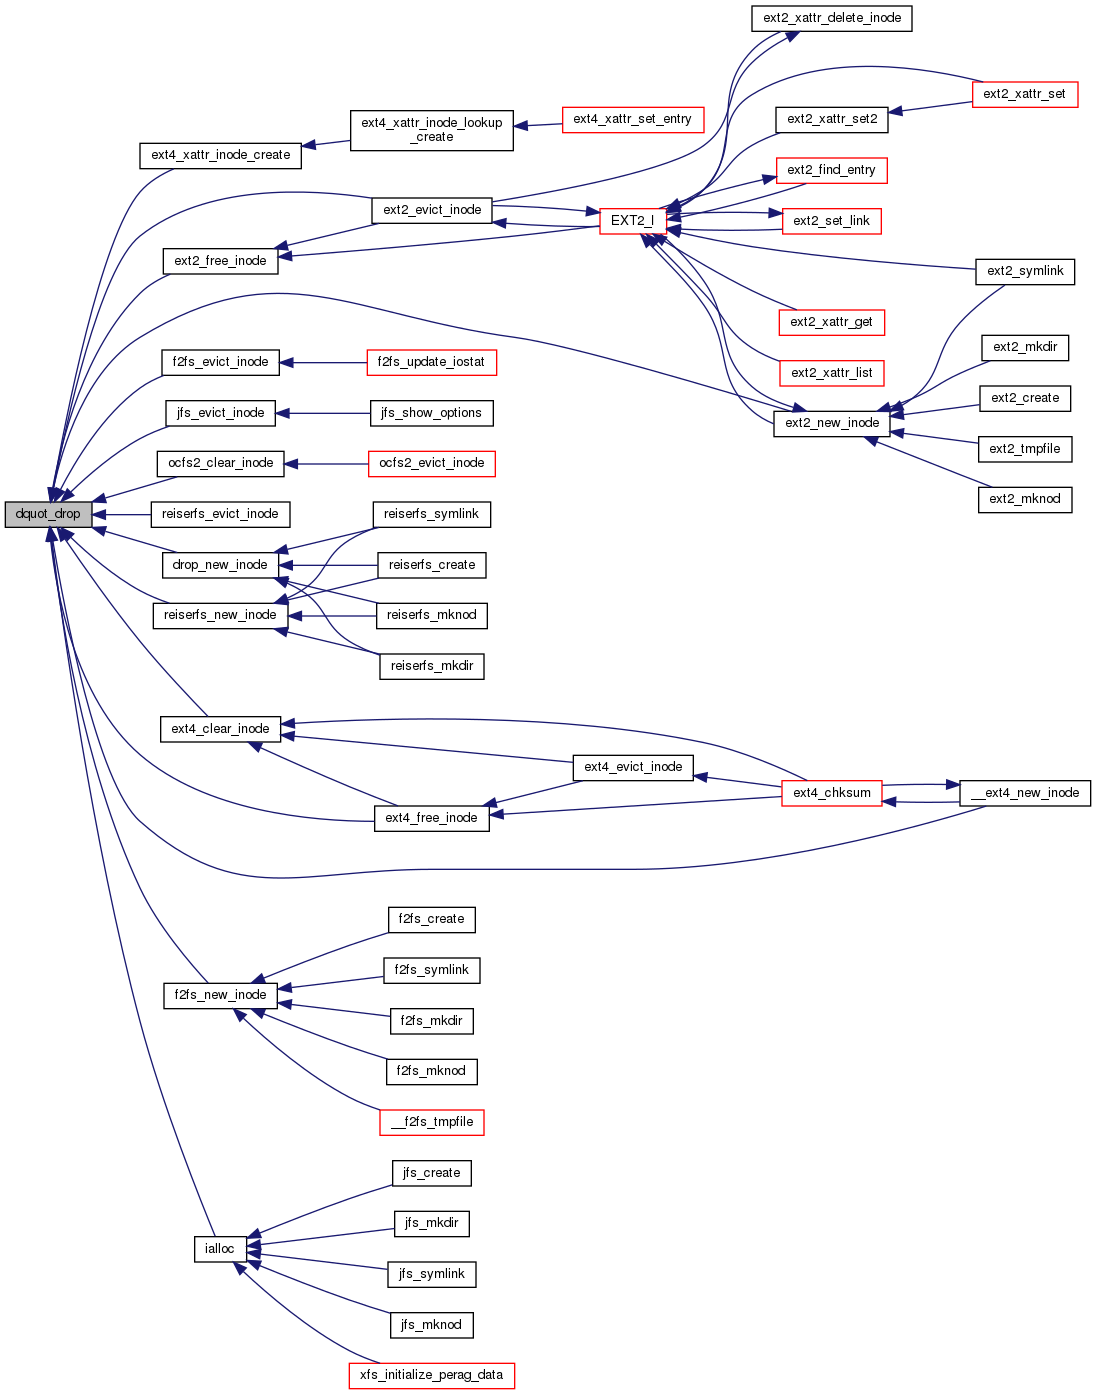 ext2_xattr_delete_inode
ext2_xattr_set
ext4_xattr_inode_lookup
_create
ext4_xattr_set_entry
ext2_xattr_set2
ext4_xattr_inode_create
ext2_find_entry
ext2_evict_inode
EXT2_I
ext2_set_link
ext2_free_inode
ext2_symlink
ext2_xattr_get
f2fs_evict_inode
f2fs_update_iostat
ext2_mkdir
ext2_xattr_list
jfs_evict_inode
jfs_show_options
ext2_create
ext2_new_inode
ocfs2_clear_inode
ocfs2_evict_inode
ext2_tmpfile
ext2_mknod
dquot_drop
reiserfs_evict_inode
reiserfs_symlink
drop_new_inode
reiserfs_create
reiserfs_new_inode
reiserfs_mknod
reiserfs_mkdir
ext4_clear_inode
ext4_evict_inode
ext4_chksum
__ext4_new_inode
ext4_free_inode
f2fs_create
f2fs_symlink
f2fs_new_inode
f2fs_mkdir
f2fs_mknod
__f2fs_tmpfile
jfs_create
jfs_mkdir
ialloc
jfs_symlink
jfs_mknod
xfs_initialize_perag_data